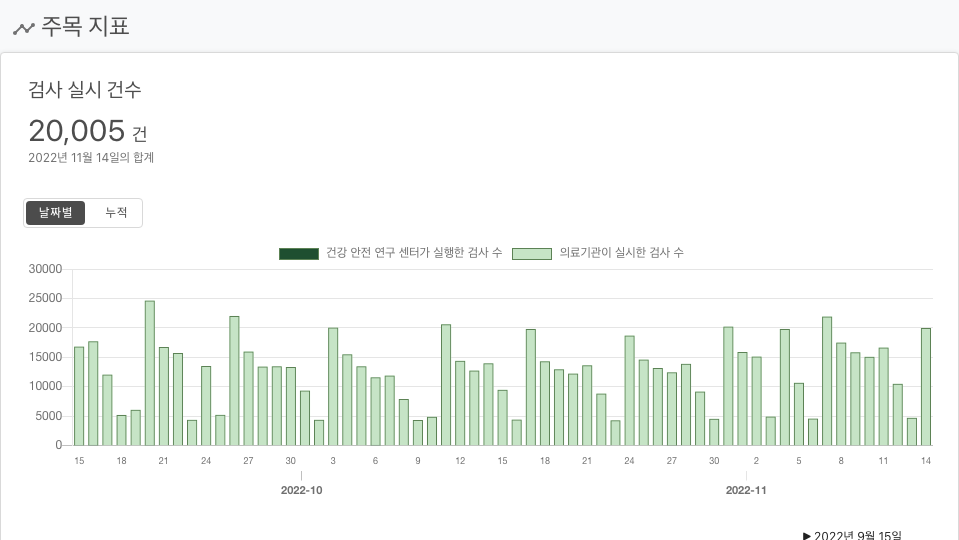 주목 지표
검사 실시 건수
20,005 건
2022년 11월 14일의 합계
날짜별 누적
건강 안전 연구 센터가 실행한 검사 수 의료기관이 실시한 검사 수
30000
25000
20000
15000
10000
5000
0
15 18 21 24 27 30 3 6 9 12 15 18 21 24 27 30 2 5 8 11 14
2022-10 2022-11
▶ 2022년 9월 15일